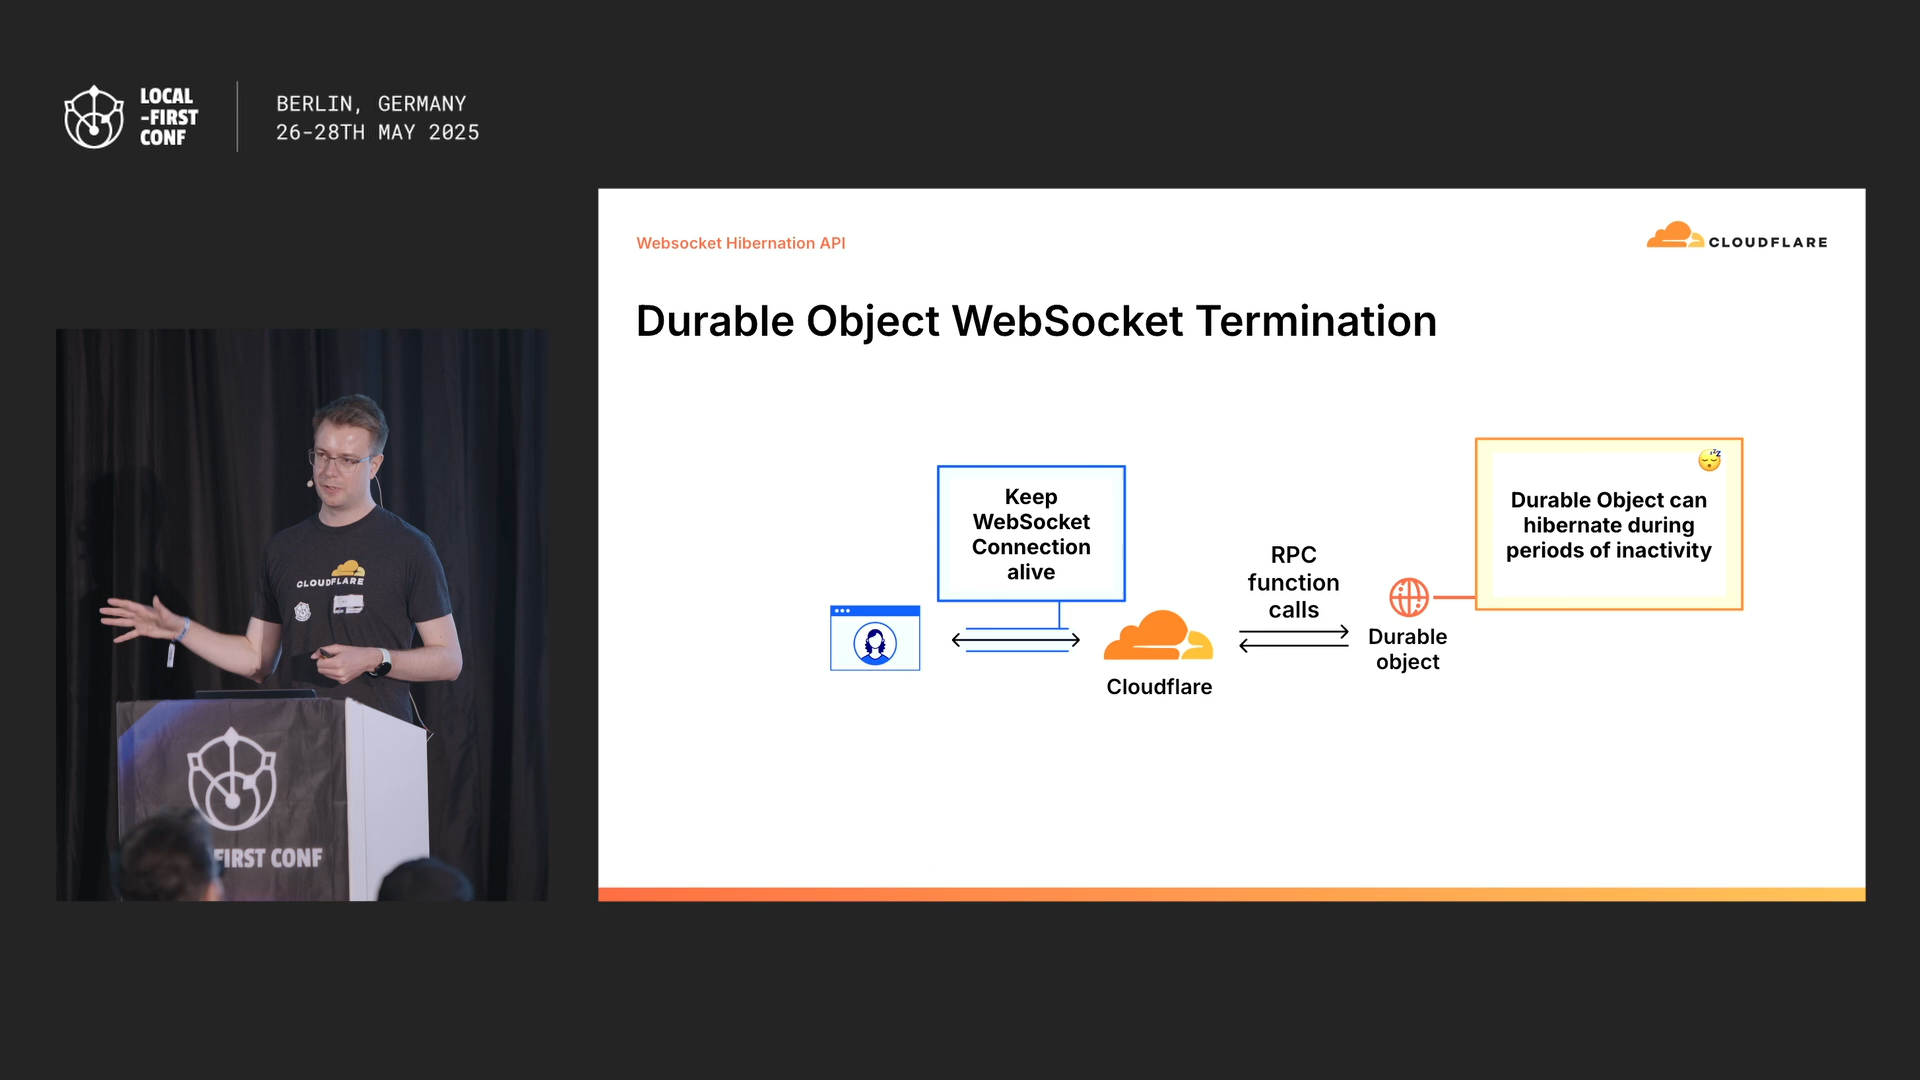 LOCAL
-FIRST
CONF
BERLIN, GERMANY
26-28TH MAY 2025
Websocket Hibernation API
CLOUDFLARE
Durable Object WebSocket Termination
Keep
WebSocket
Connection
alive
Durable Object can
hibernate during
periods of inactivity
RPC
function
calls
Durable
object
Cloudflare
CLOUDFLARE
FIRST CONF